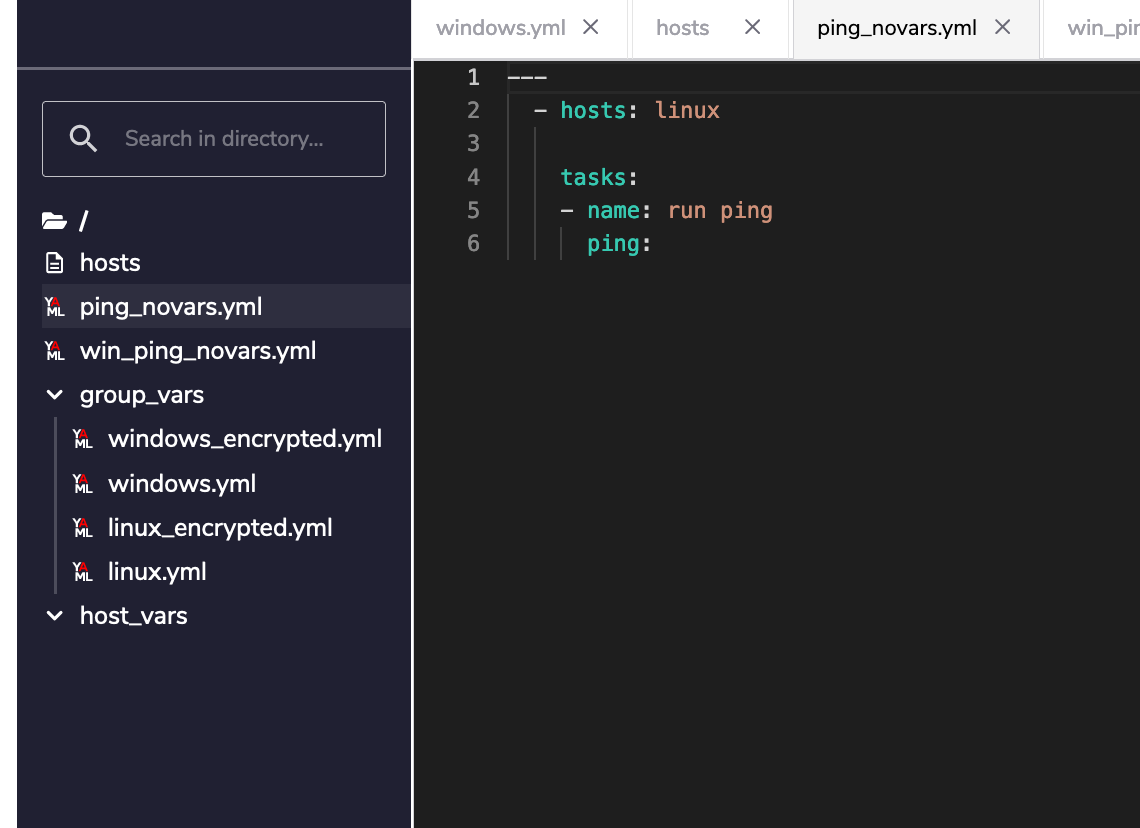 windows.yml hosts ping_novars.yml win_pin
Search in directory...
/
hosts
ping_novars.yml
win_ping_novars.yml
group_vars
windows_encrypted.yml
windows.yml
linux_encrypted.yml
linux.yml
host_vars
1 ---
2 - hosts: linux
3
4 tasks:
5 - name: run ping
6 ping: